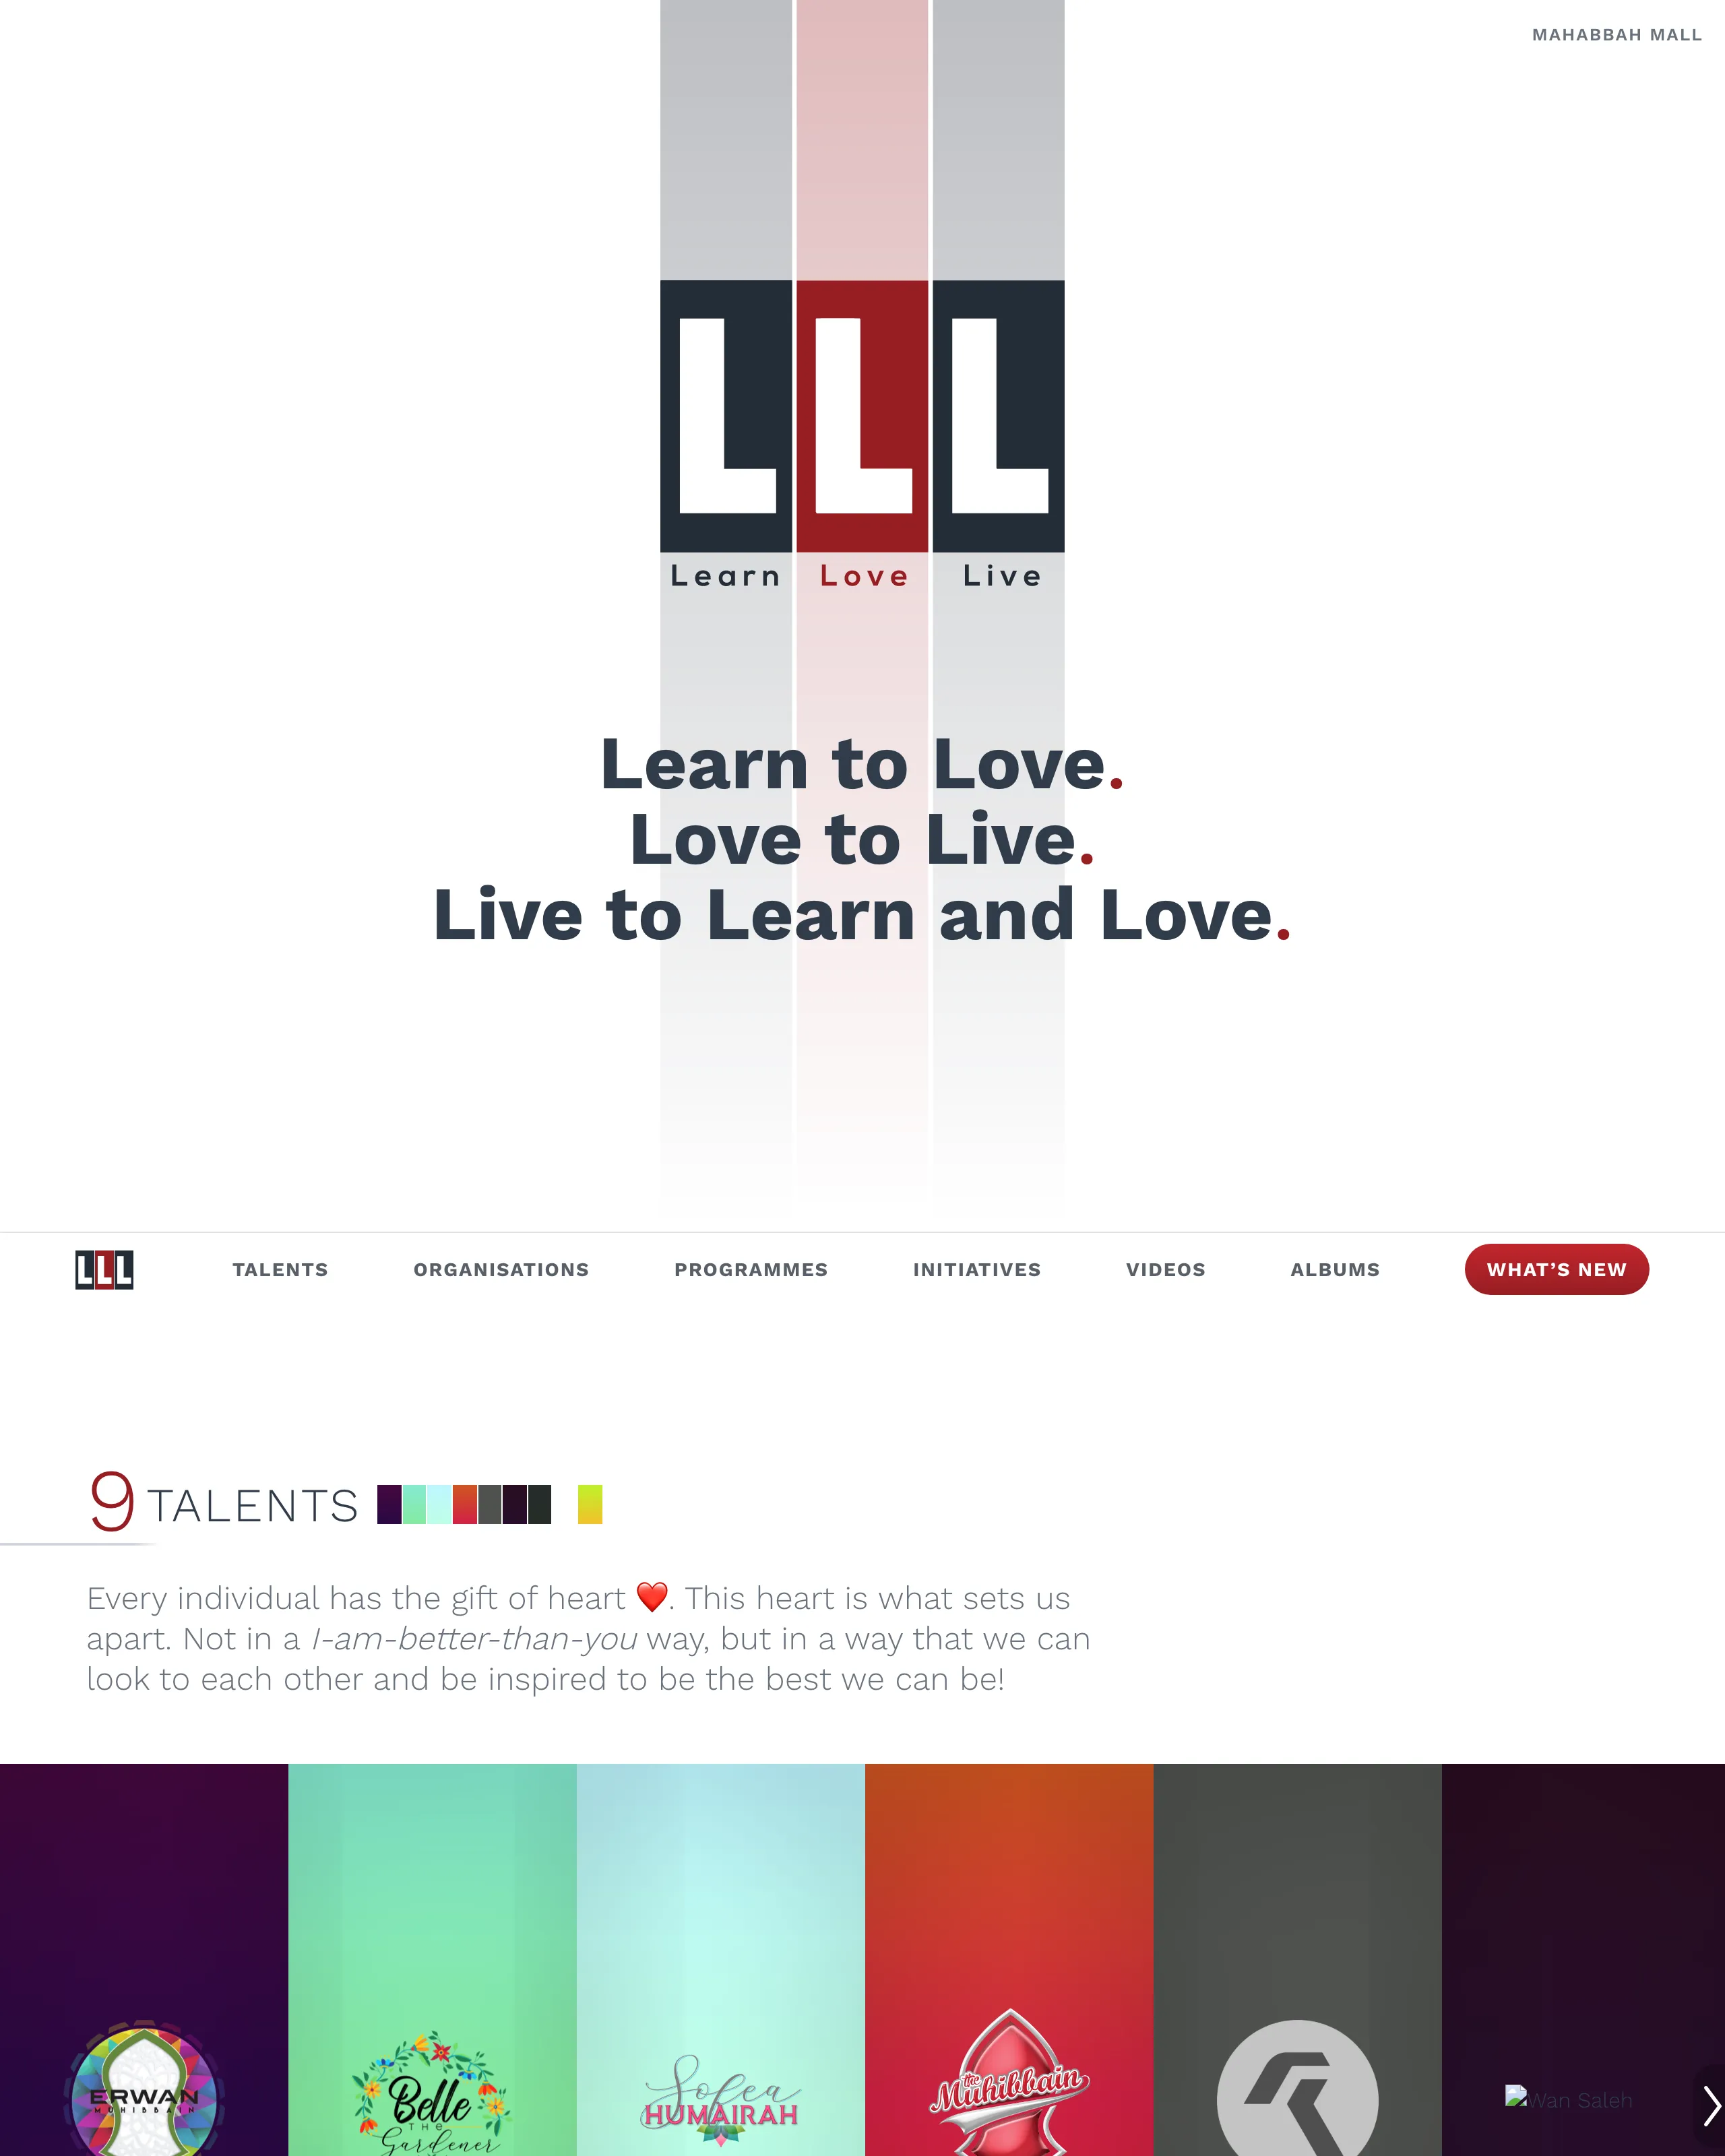 MAHABBAH MALL
LLL
Learn Love Live
Learn to Love.
Love to Live.
Live to Learn and Love.
LLL TALENTS ORGANISATIONS PROGRAMMES INITIATIVES VIDEOS ALBUMS WHAT’S NEW
9 TALENTS
Every individual has the gift of heart ❤️. This heart is what sets us
apart. Not in a I-am-better-than-you way, but in a way that we can
look to each other and be inspired to be the best we can be!
ERWAN
MUHIBBAIN
Belle
THE
Gardener
Sofea
HUMAIRAH
the
Muhibbain
Wan Saleh